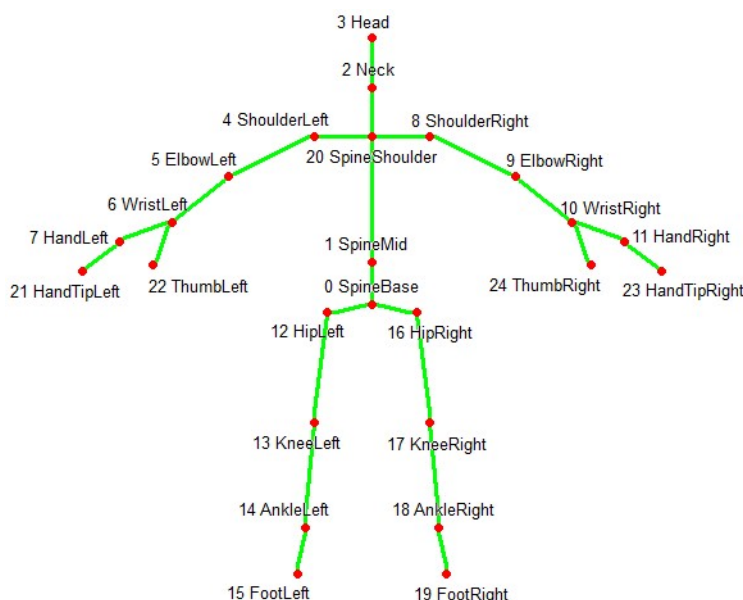 3 Head
2 Neck
4 ShoulderLeft
8 ShoulderRight
20 SpineShoulder
5 ElbowLeft
9 ElbowRight
6 WristLeft
10 WristRight
7 HandLeft
11 HandRight
1 SpineMid
21 HandTipLeft
22 ThumbLeft
0 SpineBase
24 ThumbRight
23 HandTipRight
12 HipLeft
16 HipRight
13 KneeLeft
17 KneeRight
14 AnkleLeft
18 AnkleRight
15 FootLeft
19 FootRight